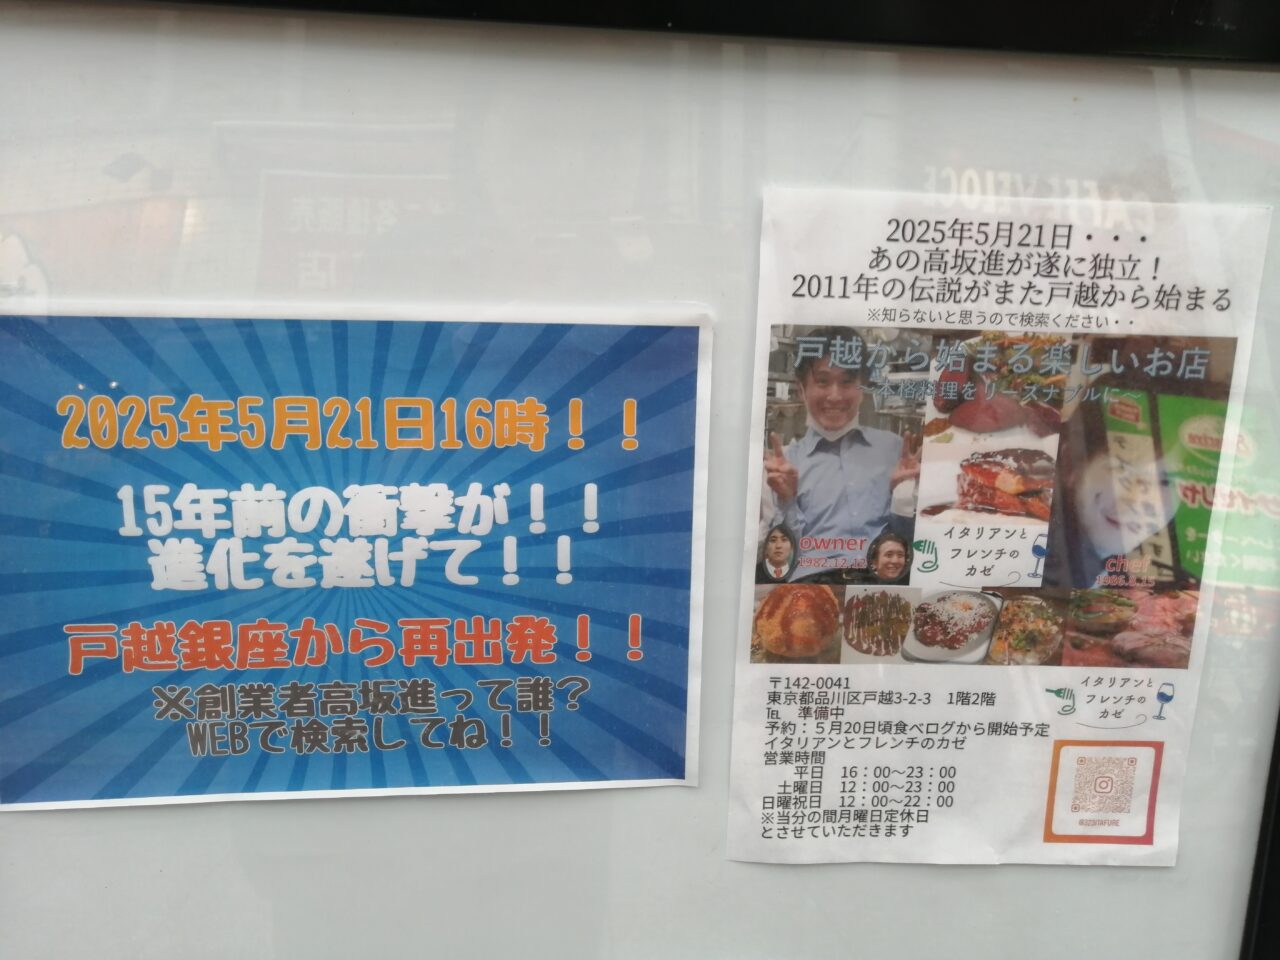 2025年5月21日16時！！
15年前の衝撃が！！
進化を遂げて！！
戸越銀座から再出発！！
※創業者高坂進って誰？
WEBで検索してね！！
2025年5月21日・・・
あの高坂進が遂に独立！
2011年の伝説がまた戸越から始まる
※知らないと思うので検索ください・・
戸越から始まる楽しいお店
～本格料理をリーズナブルに～
owner
1982.12.12
イタリアンと
フレンチの
カゼ
chef
1986.8.15
〒142-0041
東京都品川区戸越3-2-3　1階2階
℡　準備中
予約：５月20日頃食べログから開始予定
イタリアンとフレンチのカゼ
営業時間
平日　16：00～23：00
土曜日　12：00～23：00
日曜祝日　12：00～22：00
※当分の間月曜日定休日
とさせていただきます
イタリアンと
フレンチの
カゼ
@323ITAFURE
CAFFE VELOCE